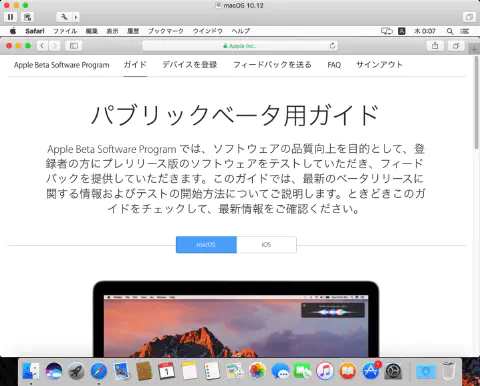 macOS 10.12
Safari ファイル 編集 表示 履歴 ブックマーク ウインドウ ヘルプ A 木 0:07
Apple Inc.
Apple Beta Software Program ガイド デバイスを登録 フィードバックを送る FAQ サインアウト
パブリックベータ用ガイド
Apple Beta Software Program では、ソフトウェアの品質向上を目的として、登
録者の方にプレリリース版のソフトウェアをテストしていただき、フィード
バックを提供していただきます。このガイドでは、最新のベータリリースに
関する情報およびテストの開始方法についてご説明します。ときどきこのガ
イドをチェックして、最新情報をご確認ください。
macOS iOS